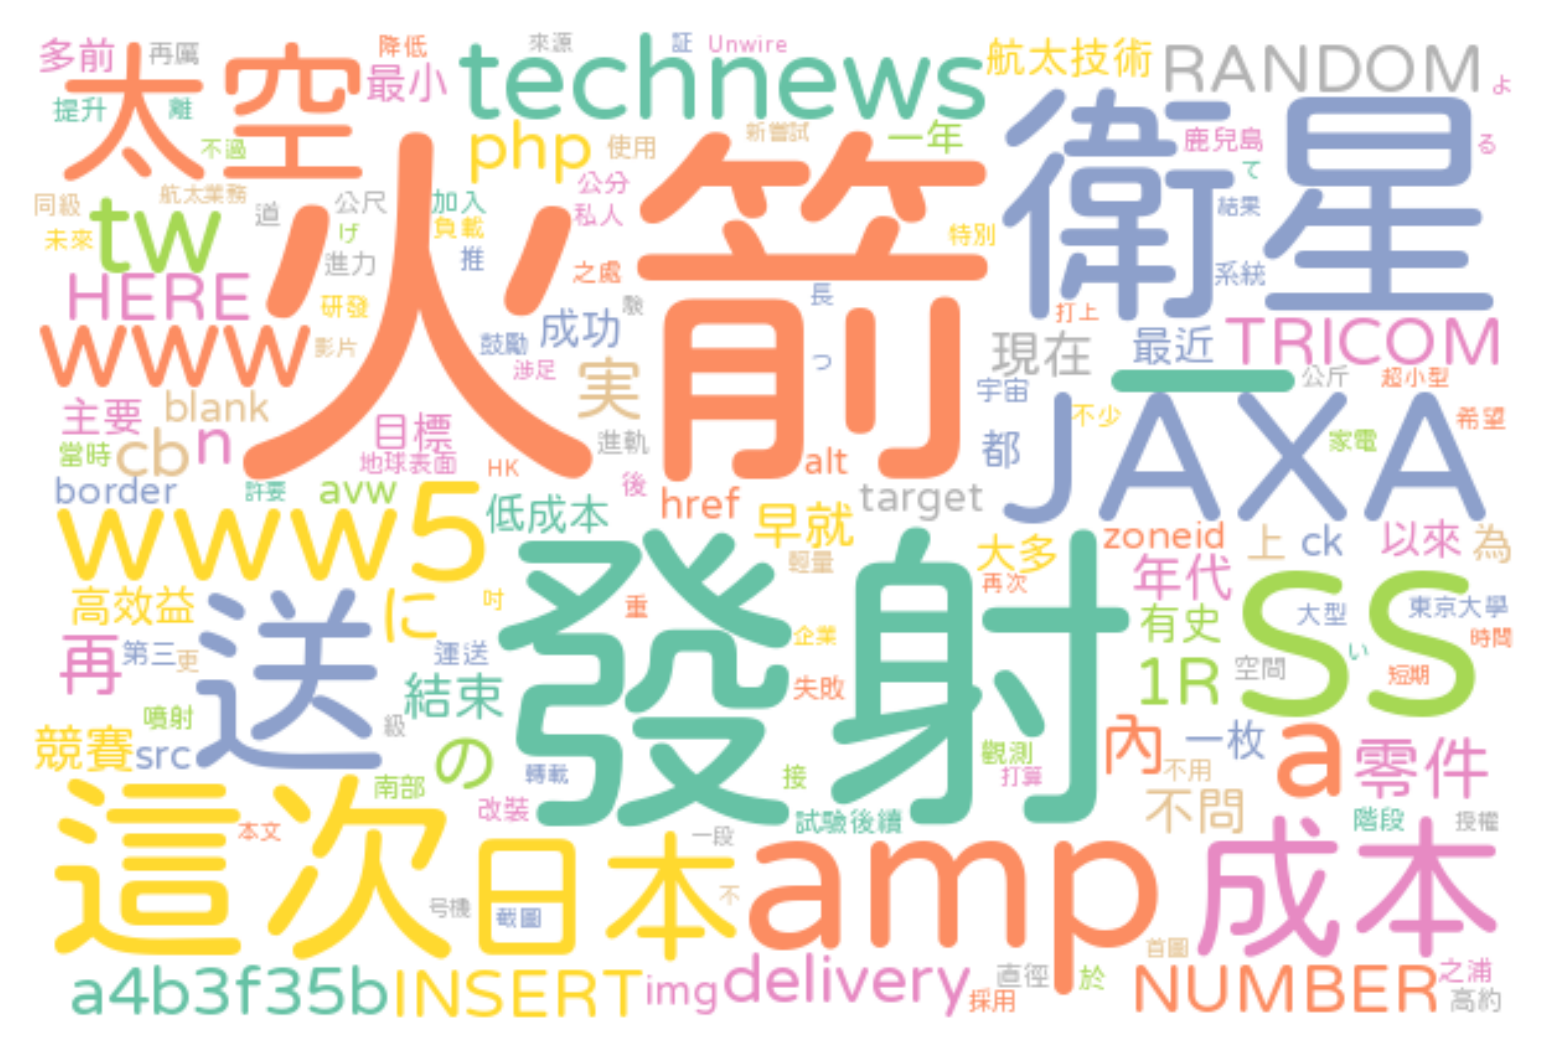 多前
再屬
降低
來源
証
Unwire
technews
航太技術
RANDOM
よ
太空
最小
提升
離
php
使用
新嘗試
一年
衛星
鹿兒島
る
不過
同級
航太業務
道
公尺
加入
公分
て
未來
tw
げ
負載
私人
火箭
特別
結果
進力
推
之處
系統
HERE
研發
驗
長
打上
www
影片
鼓勵
成功
つ
現在
最近
TRICOM
涉足
実
一
公斤
超小型
宇宙
主要
blank
目標
進軌
都
JAXA
不少
希望
當時
cb
n
地球表面
HK
alt
家電
border
許要
avw
後
href
target
www5
低成本
早就
大多
zoneid
上
ck
以來
為
輕量
再次
年代
高效益
送
に
吋
發射
重
企業
有史
SS
大型
東京大學
時間
再
第三
更
運送
失敗
1R
空間
い
短期
噴射
結束
級
競賽
src
の
轉載
接
觀測
打算
內
一枚
不用
a
零件
南部
改裝
試驗後續
不問
階段
授權
這次
本文
号機
日本
截圖
一段
不
amp
成本
首圖
a4b3f35b
INSERT
img
delivery
直徑
採用
於
NUMBER
之浦
高約